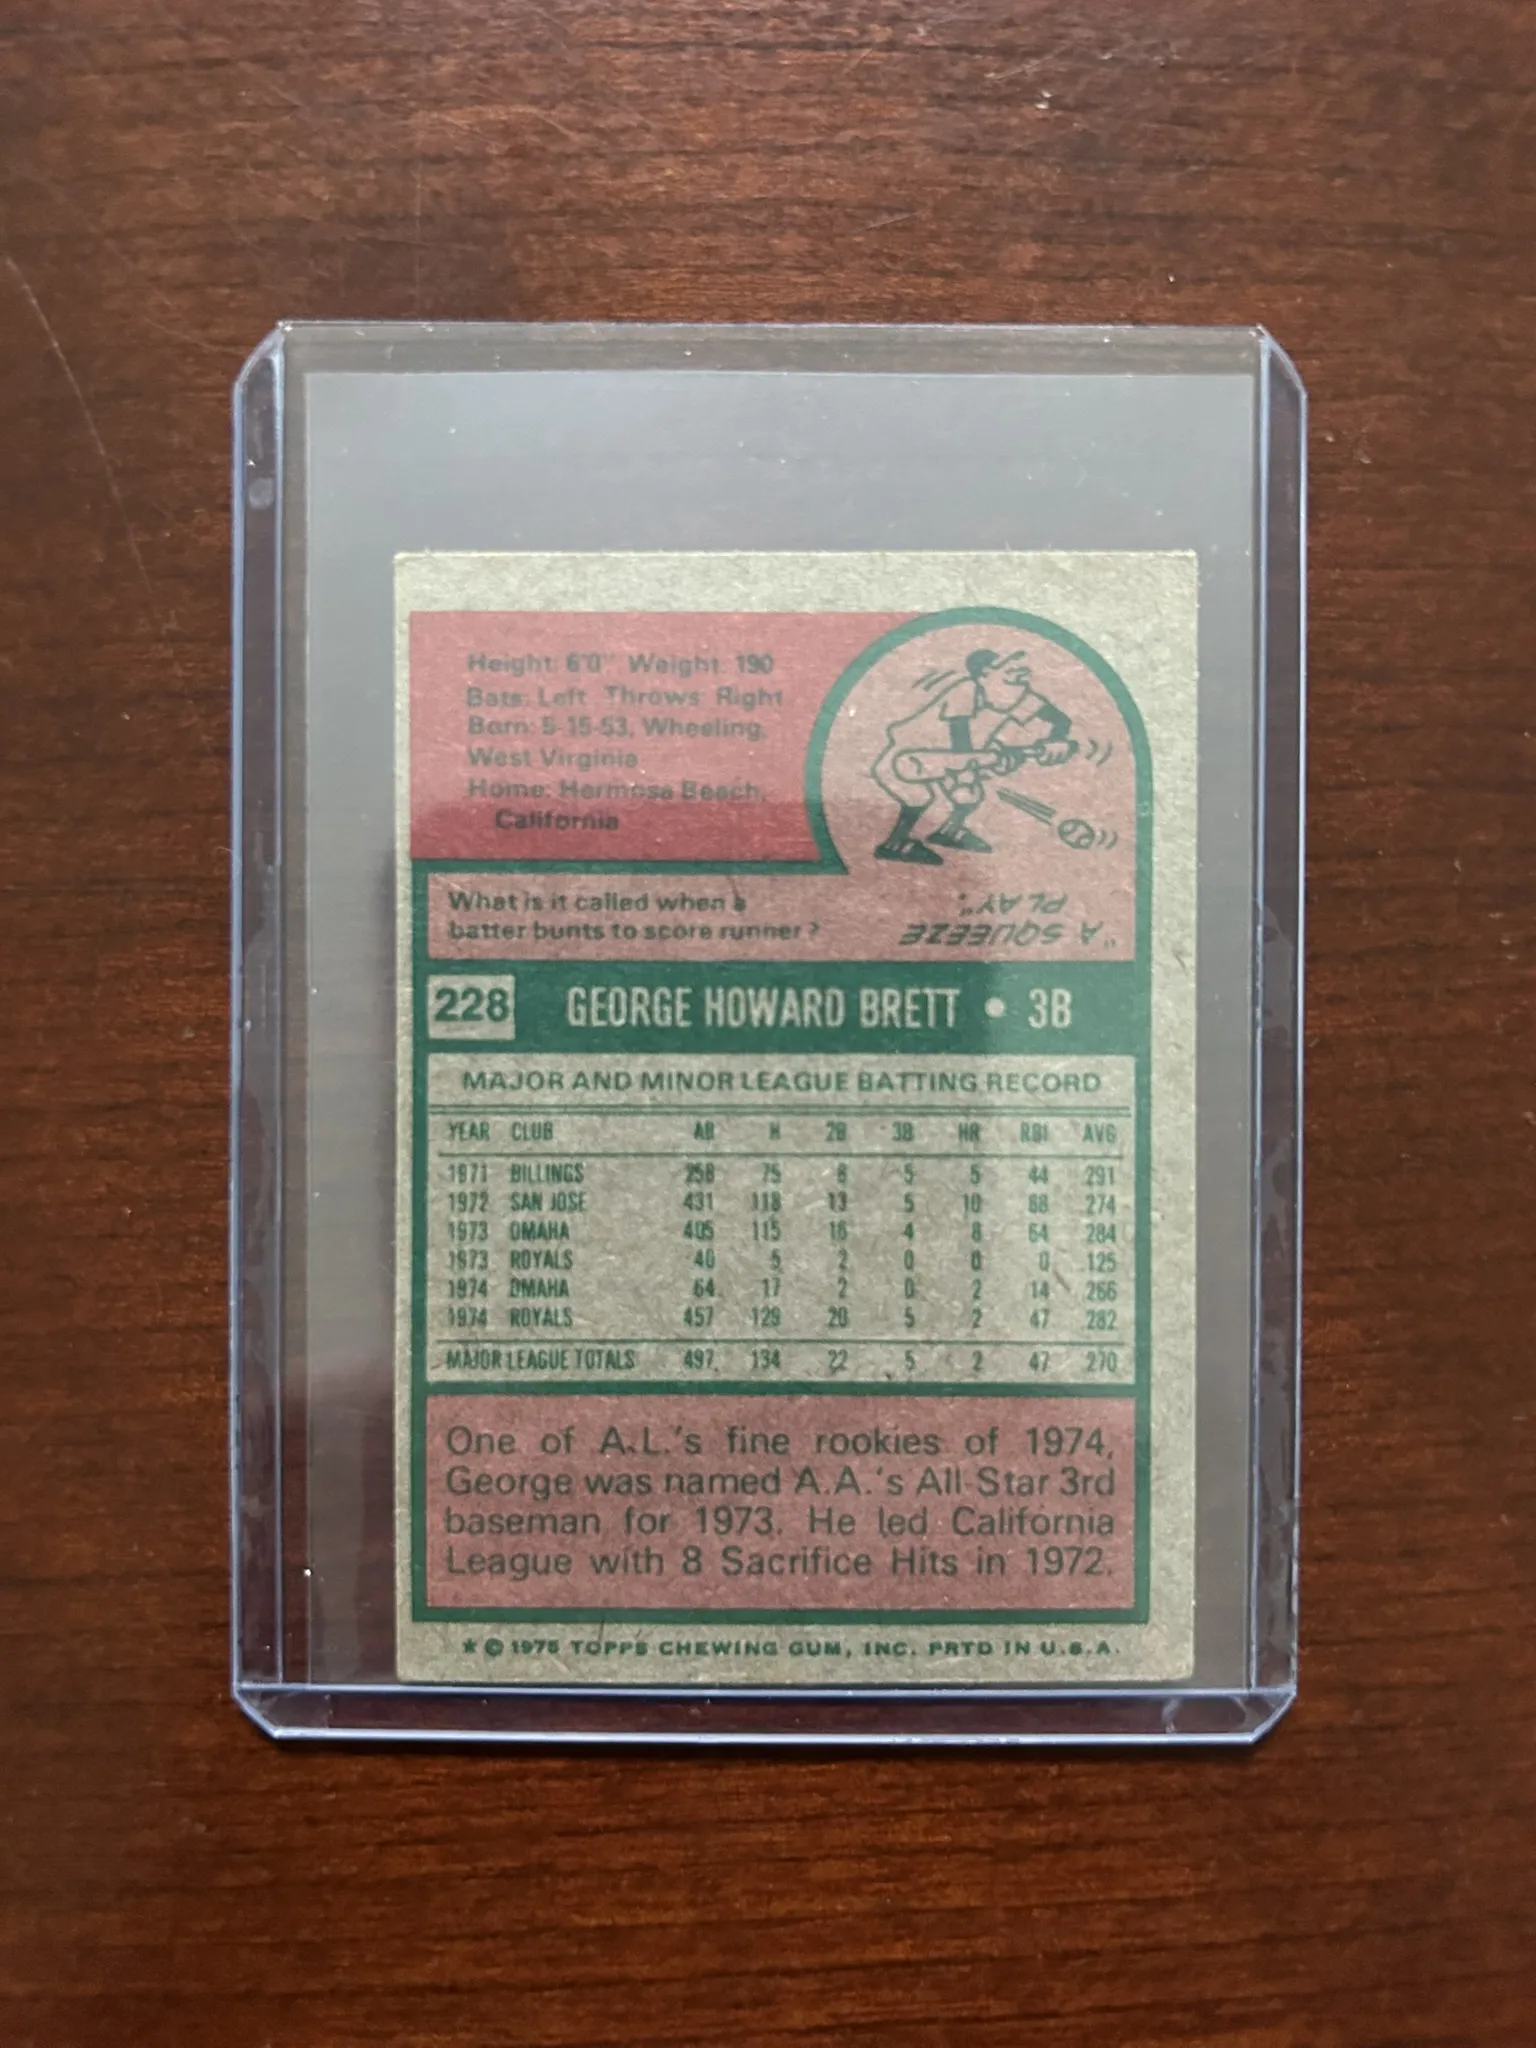 Height: 6'0" Weight: 190
Bats: Left Throws: Right
Born: 5-15-53, Wheeling,
West Virginia
Home: Hermosa Beach,
California
What is it called when a
batter bunts to score runner?
"A SQUEEZE
PLAY".
228 GEORGE HOWARD BRETT • 3B
MAJOR AND MINOR LEAGUE BATTING RECORD
YEAR CLUB AB H 2B 3B HR RBI AVG
1971 BILLINGS 258 75 8 5 5 44 .291
1972 SAN JOSE 431 118 13 5 10 68 .274
1973 OMAHA 405 115 16 4 8 64 .284
1973 ROYALS 40 5 2 0 0 0 .125
1974 OMAHA 64 17 2 0 2 14 .266
1974 ROYALS 457 129 20 5 2 47 .282
MAJOR LEAGUE TOTALS 497 134 22 5 2 47 .270
One of A.L.'s fine rookies of 1974,
George was named A.A.'s All-Star 3rd
baseman for 1973. He led California
League with 8 Sacrifice Hits in 1972.
* © 1975 TOPPS CHEWING GUM, INC. PRTD IN U.S.A.